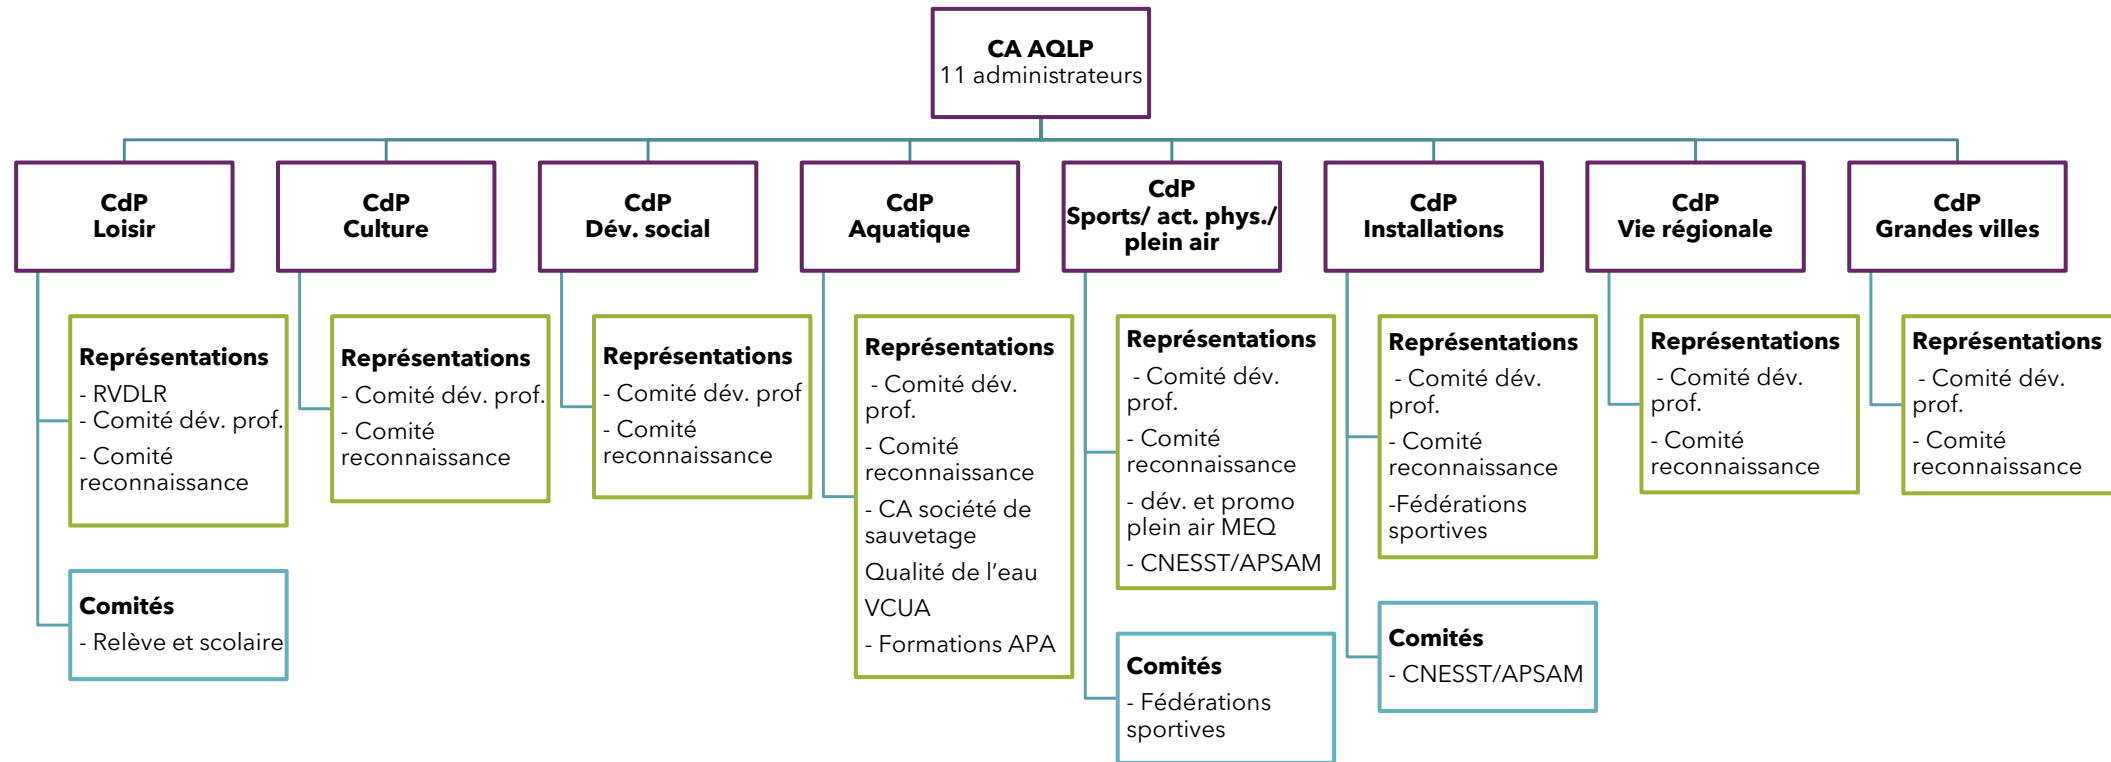 CA AQLP
11 administrateurs
CdP
Loisir
CdP
Culture
CdP
Dév. social
CdP
Aquatique
CdP
Sports/ act. phys./
plein air
CdP
Installations
CdP
Vie régionale
CdP
Grandes villes
Représentations
- RVDLR
- Comité dév. prof.
- Comité
reconnaissance
Comités
- Relève et scolaire
Représentations
- Comité dév. prof.
- Comité
reconnaissance
Représentations
- Comité dév. prof
- Comité
reconnaissance
Représentations
- Comité dév.
prof.
- Comité
reconnaissance
- CA société de
sauvetage
Qualité de l’eau
VCUA
- Formations APA
Représentations
- Comité dév.
prof.
- Comité
reconnaissance
- dév. et promo
plein air MEQ
- CNESST/APSAM
Comités
- Fédérations
sportives
Représentations
- Comité dév.
prof.
- Comité
reconnaissance
-Fédérations
sportives
Comités
- CNESST/APSAM
Représentations
- Comité dév.
prof.
- Comité
reconnaissance
Représentations
- Comité dév.
prof.
- Comité
reconnaissance